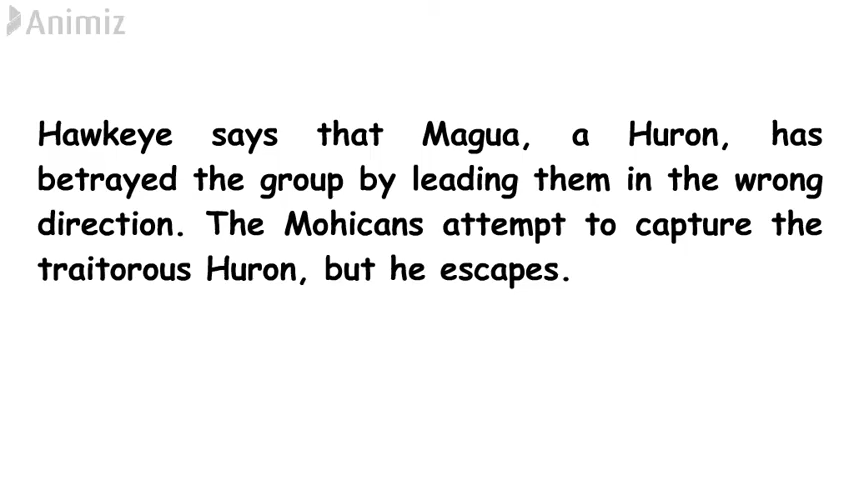 Animiz
Hawkeye says that Magua, a Huron, has
betrayed the group by leading them in the wrong
direction. The Mohicans attempt to capture the
traitorous Huron, but he escapes.